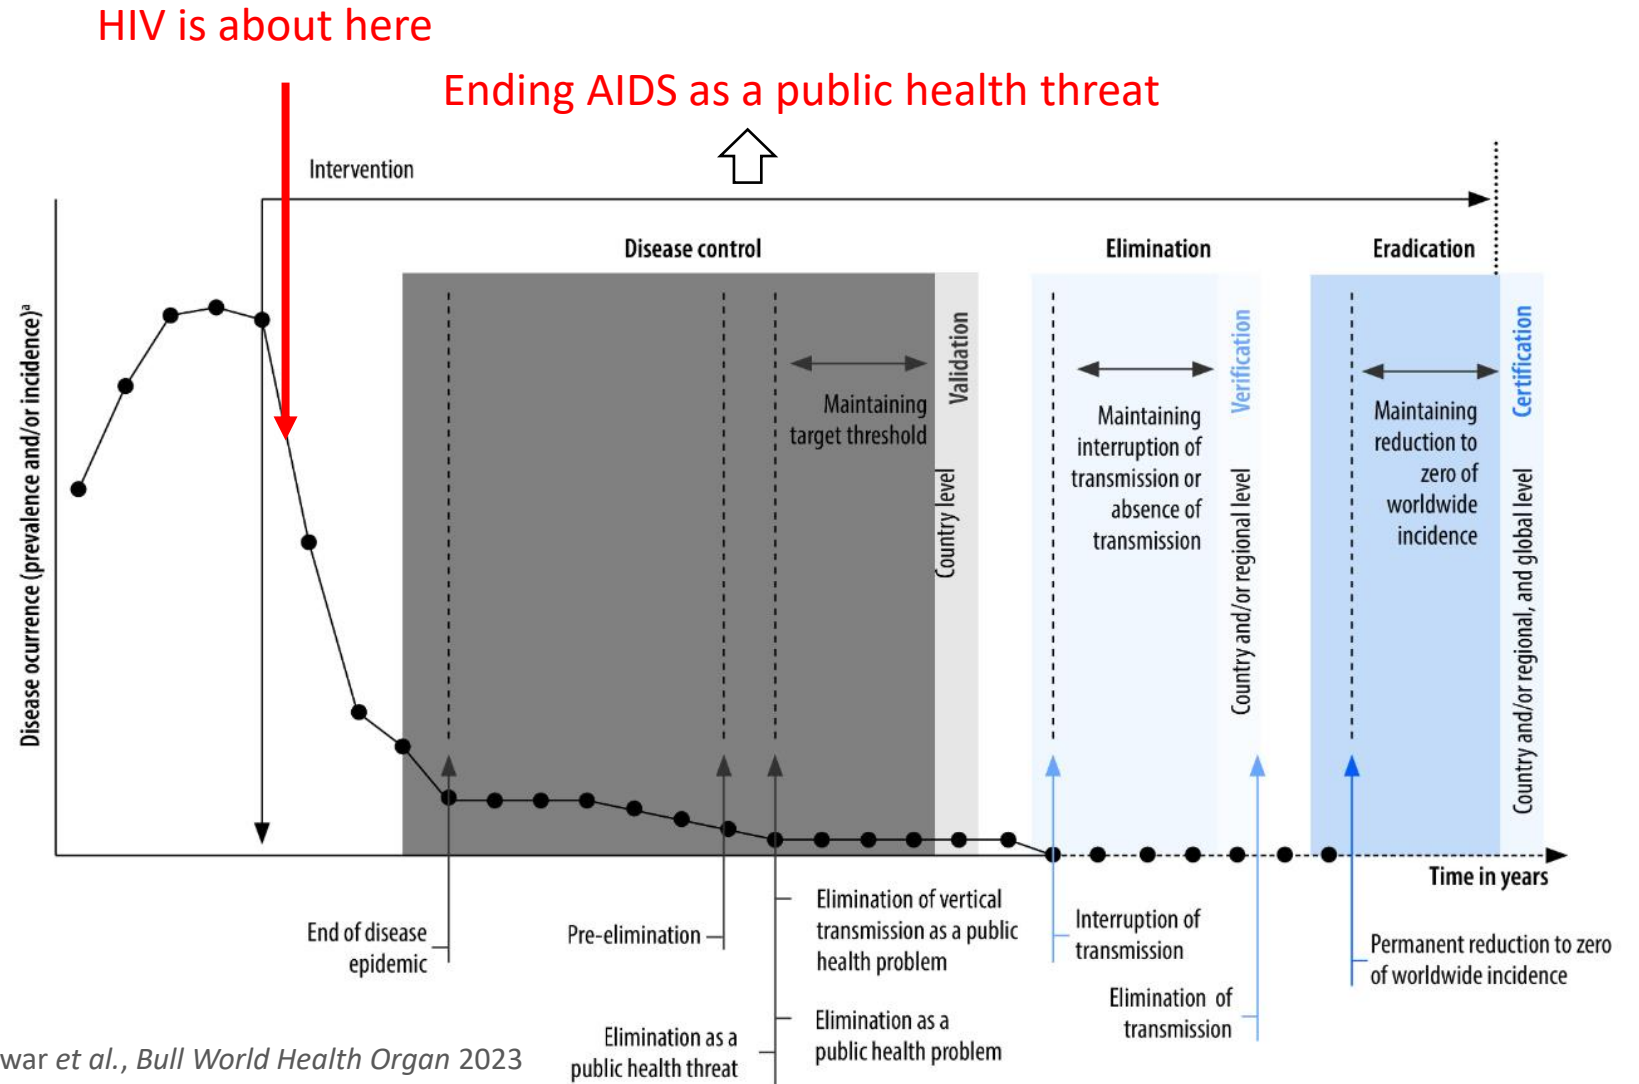 HIV is about here
Ending AIDS as a public health threat
Intervention
Disease control
Elimination
Eradication
Disease ocurrence (prevalence and/or incidence)ᵃ
Maintaining
target threshold
Validation
Country level
Maintaining
interruption of
transmission or
absence of
transmission
Verification
Country and/or regional level
Maintaining
reduction to
zero of
worldwide
incidence
Certification
Country and/or regional, and global level
Time in years
End of disease
epidemic
Pre-elimination
Elimination of vertical
transmission as a public
health problem
Elimination as a
public health threat
Elimination as a
public health problem
Interruption of
transmission
Elimination of
transmission
Permanent reduction to zero
of worldwide incidence
war et al., Bull World Health Organ 2023